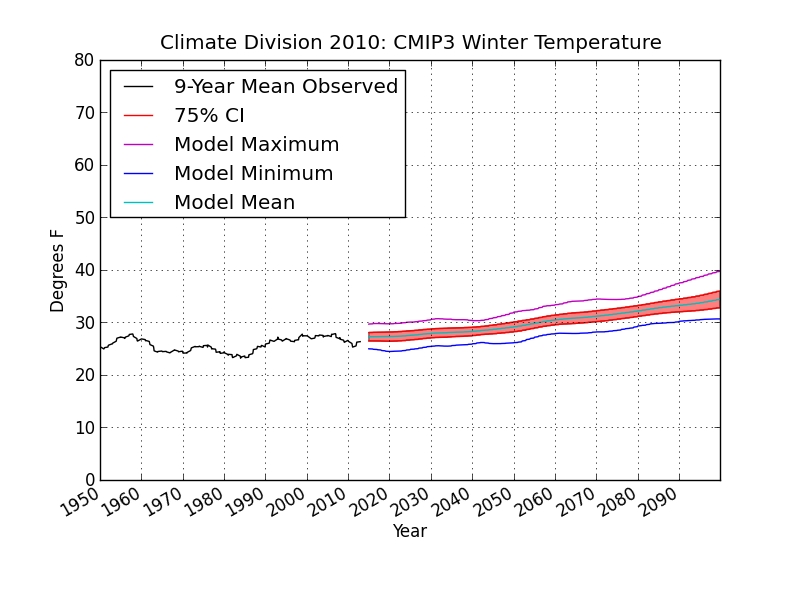 Climate Division 2010: CMIP3 Winter Temperature
9-Year Mean Observed
75% CI
Model Maximum
Model Minimum
Model Mean
80
70
60
50
40
30
20
10
0
Degrees F
1950 1960 1970 1980 1990 2000 2010 2020 2030 2040 2050 2060 2070 2080 2090
Year